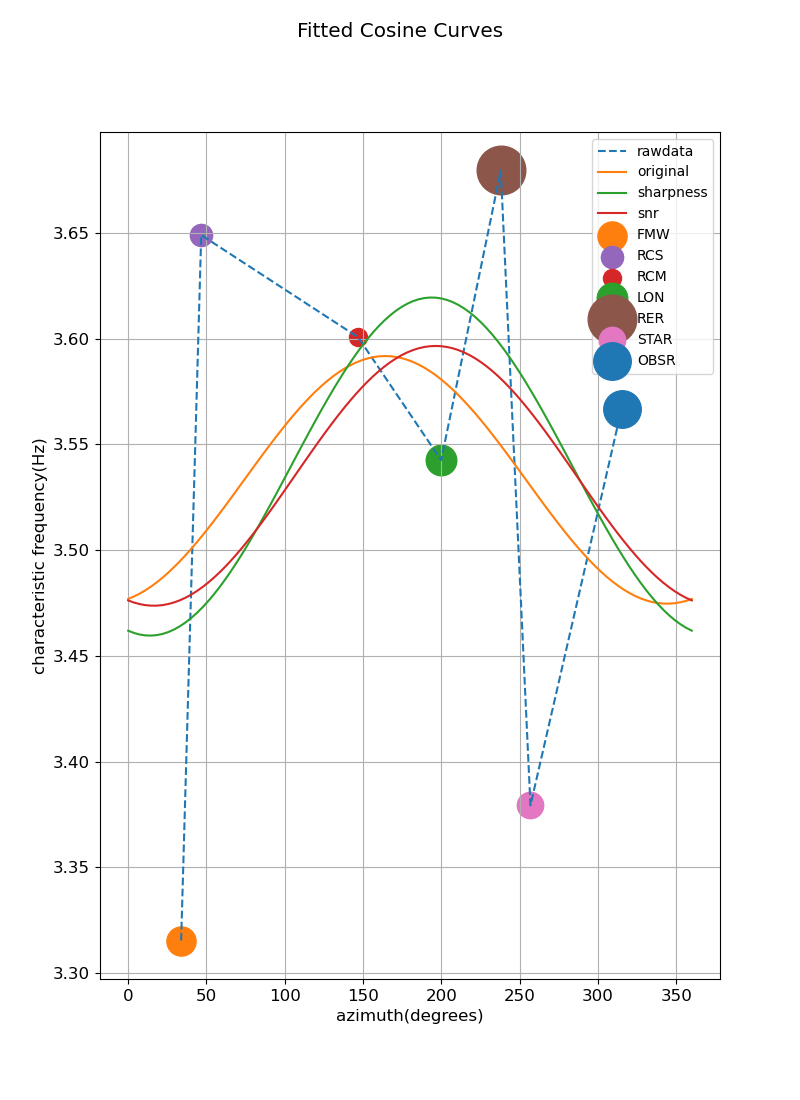 Fitted Cosine Curves
rawdata
original
sharpness
snr
FMW
RCS
RCM
LON
RER
STAR
OBSR
characteristic frequency(Hz)
3.65
3.60
3.55
3.50
3.45
3.40
3.35
3.30
0 50 100 150 200 250 300 350
azimuth(degrees)